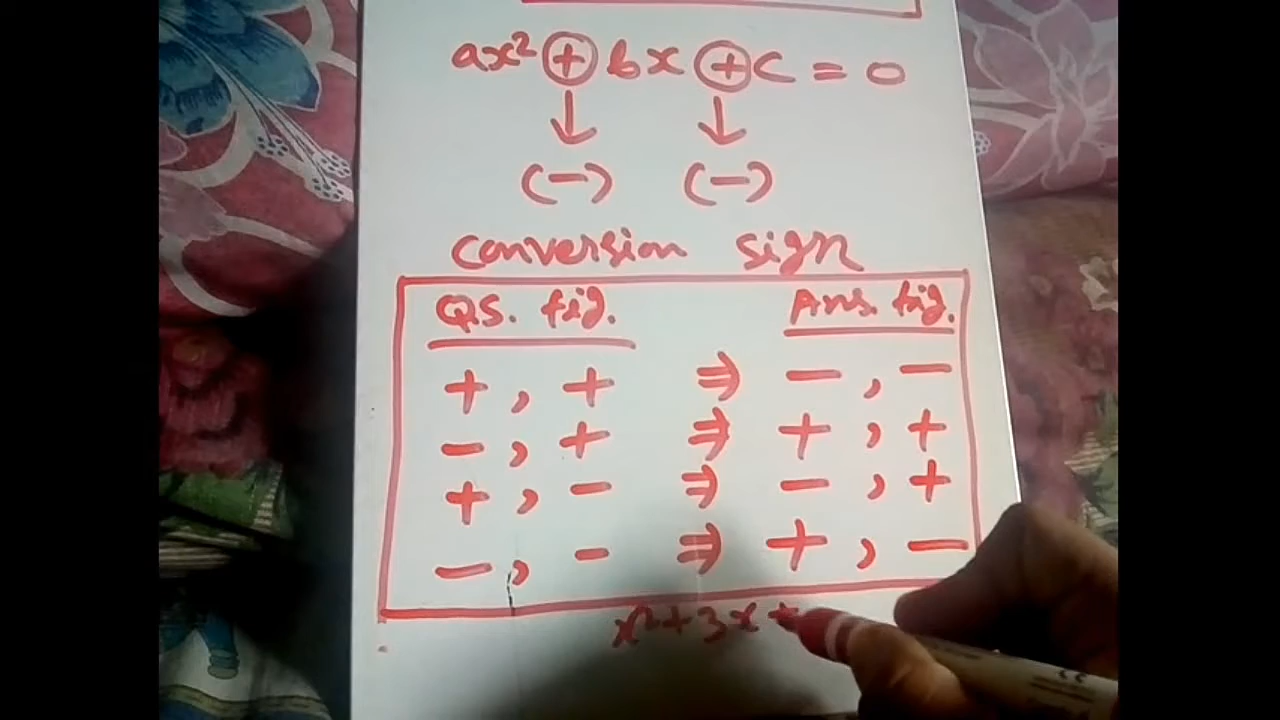 ax² + bx + c = 0
(-) (-)
Conversion sign
QS. fig. Ans. fig.
+ , + ⇒ - , -
- , + ⇒ + , +
+ , - ⇒ - , +
- , - ⇒ + , -
x² + 3x +